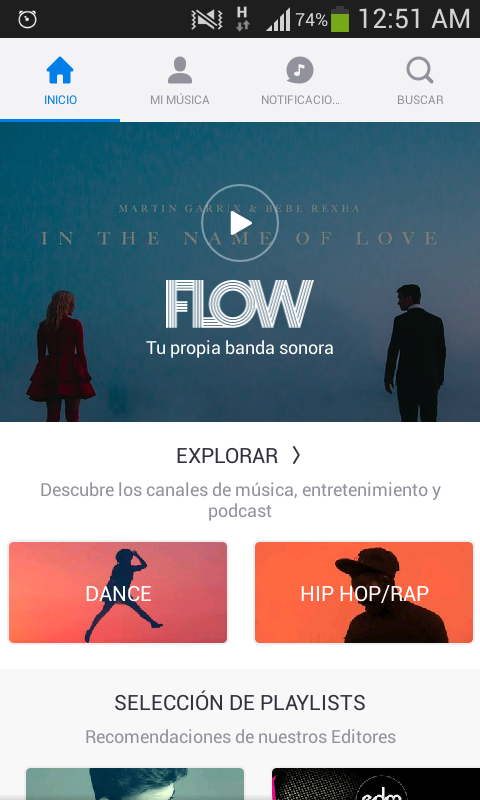 H 74% 12:51 AM
INICIO MI MÚSICA NOTIFICACIO... BUSCAR
MARTIN GARRIX & BEBE REXHA
IN THE NAME OF LOVE
FLOW
Tu propia banda sonora
EXPLORAR
Descubre los canales de música, entretenimiento y
podcast
DANCE HIP HOP/RAP
SELECCIÓN DE PLAYLISTS
Recomendaciones de nuestros Editores
edm